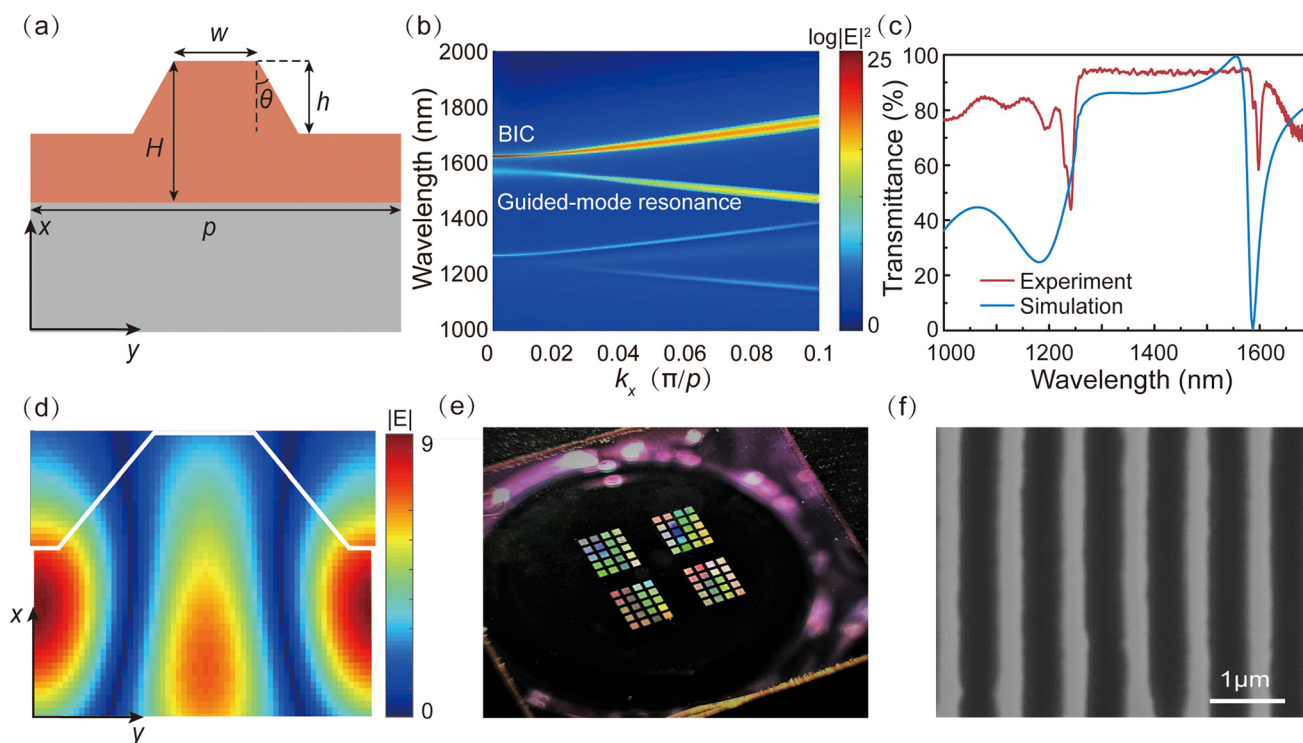 (a)
w
θ
h
H
p
x
y
(b)
log|E|²
Wavelength (nm)
2000
1800
1600
1400
1200
1000
BIC
Guided-mode resonance
25
0
0 0.02 0.04 0.06 0.08 0.1
kₓ (π/p)
(c)
Transmittance (%)
100
80
60
40
20
0
Experiment
Simulation
1000 1200 1400 1600
Wavelength (nm)
(d)
|E|
9
0
x
y
(e)
(f)
1μm